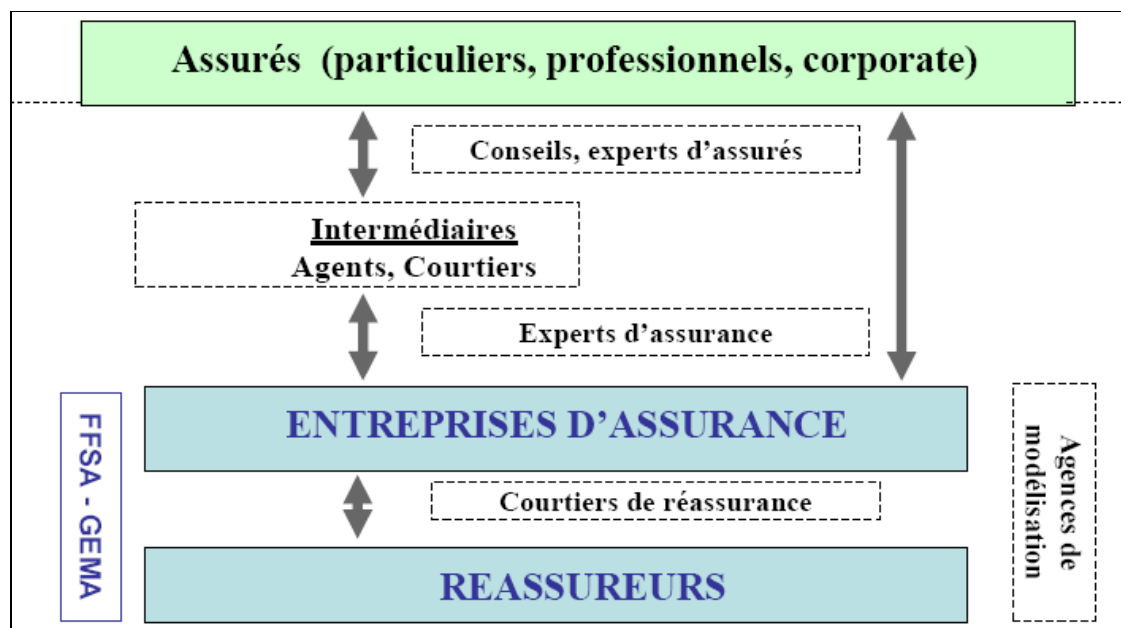 Assurés (particuliers, professionnels, corporate)
Conseils, experts d'assurés
Intermédiaires
Agents, Courtiers
Experts d'assurance
FFSA - GEMA
ENTREPRISES D'ASSURANCE
Agences de
modélisation
Courtiers de réassurance
REASSUREURS